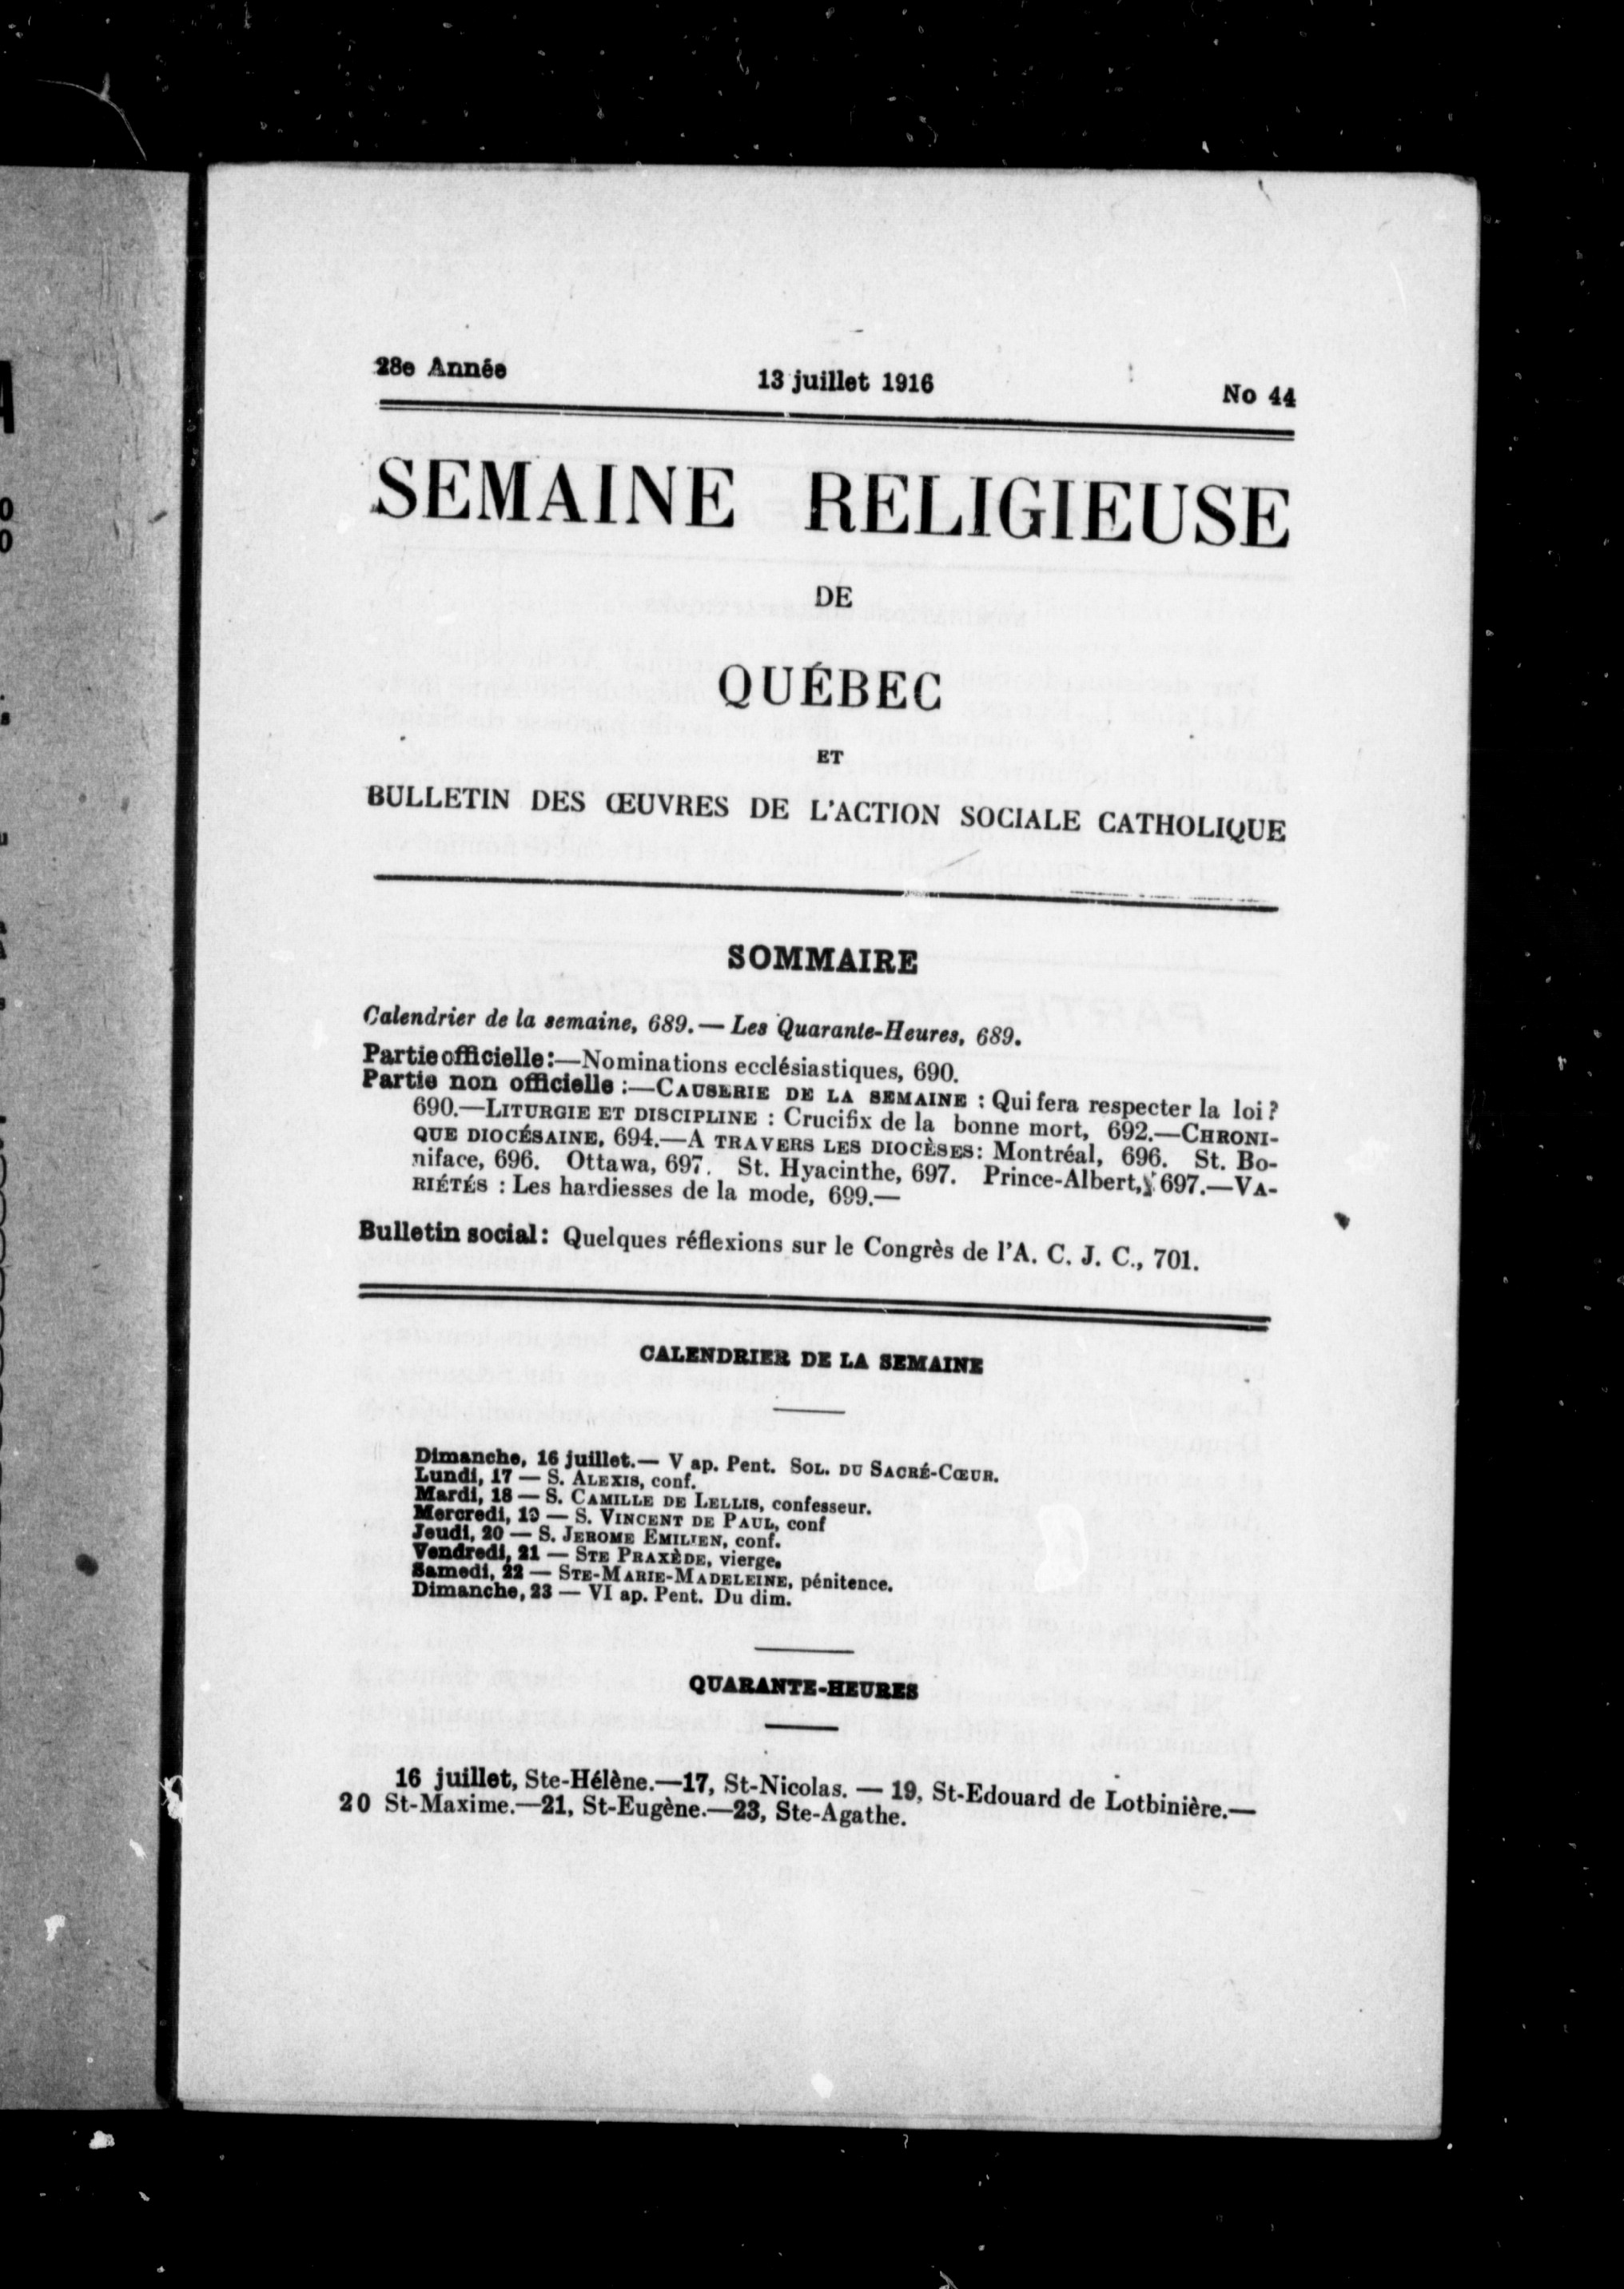 28e Année 13 juillet 1916 No 44
SEMAINE RELIGIEUSE
DE
QUÉBEC
ET
BULLETIN DES ŒUVRES DE L'ACTION SOCIALE CATHOLIQUE
SOMMAIRE
Calendrier de la semaine, 689.— Les Quarante-Heures, 689.
Partie officielle:—Nominations ecclésiastiques, 690.
Partie non officielle :—CAUSERIE DE LA SEMAINE : Qui fera respecter la loi ?
690.—LITURGIE ET DISCIPLINE : Crucifix de la bonne mort, 692.—CHRONI-
QUE DIOCÉSAINE, 694.—A TRAVERS LES DIOCÈSES: Montréal, 696. St. Bo-
niface, 696. Ottawa, 697. St. Hyacinthe, 697. Prince-Albert, 697.—VA-
RIÉTÉS : Les hardiesses de la mode, 699.—
Bulletin social: Quelques réflexions sur le Congrès de l'A. C. J. C., 701.
CALENDRIER DE LA SEMAINE
Dimanche, 16 juillet.— V ap. Pent. SOL. DU SACRÉ-CŒUR.
Lundi, 17 — S. ALEXIS, conf.
Mardi, 18 — S. CAMILLE DE LELLIS, confesseur.
Mercredi, 19 — S. VINCENT DE PAUL, conf
Jeudi, 20 — S. JEROME EMILIEN, conf.
Vendredi, 21 — STE PRAXÈDE, vierge.
Samedi, 22 — STE-MARIE-MADELEINE, pénitence.
Dimanche, 23 — VI ap. Pent. Du dim.
QUARANTE-HEURES
16 juillet, Ste-Hélène.—17, St-Nicolas. — 19, St-Edouard de Lotbinière.—
20 St-Maxime.—21, St-Eugène.—23, Ste-Agathe.